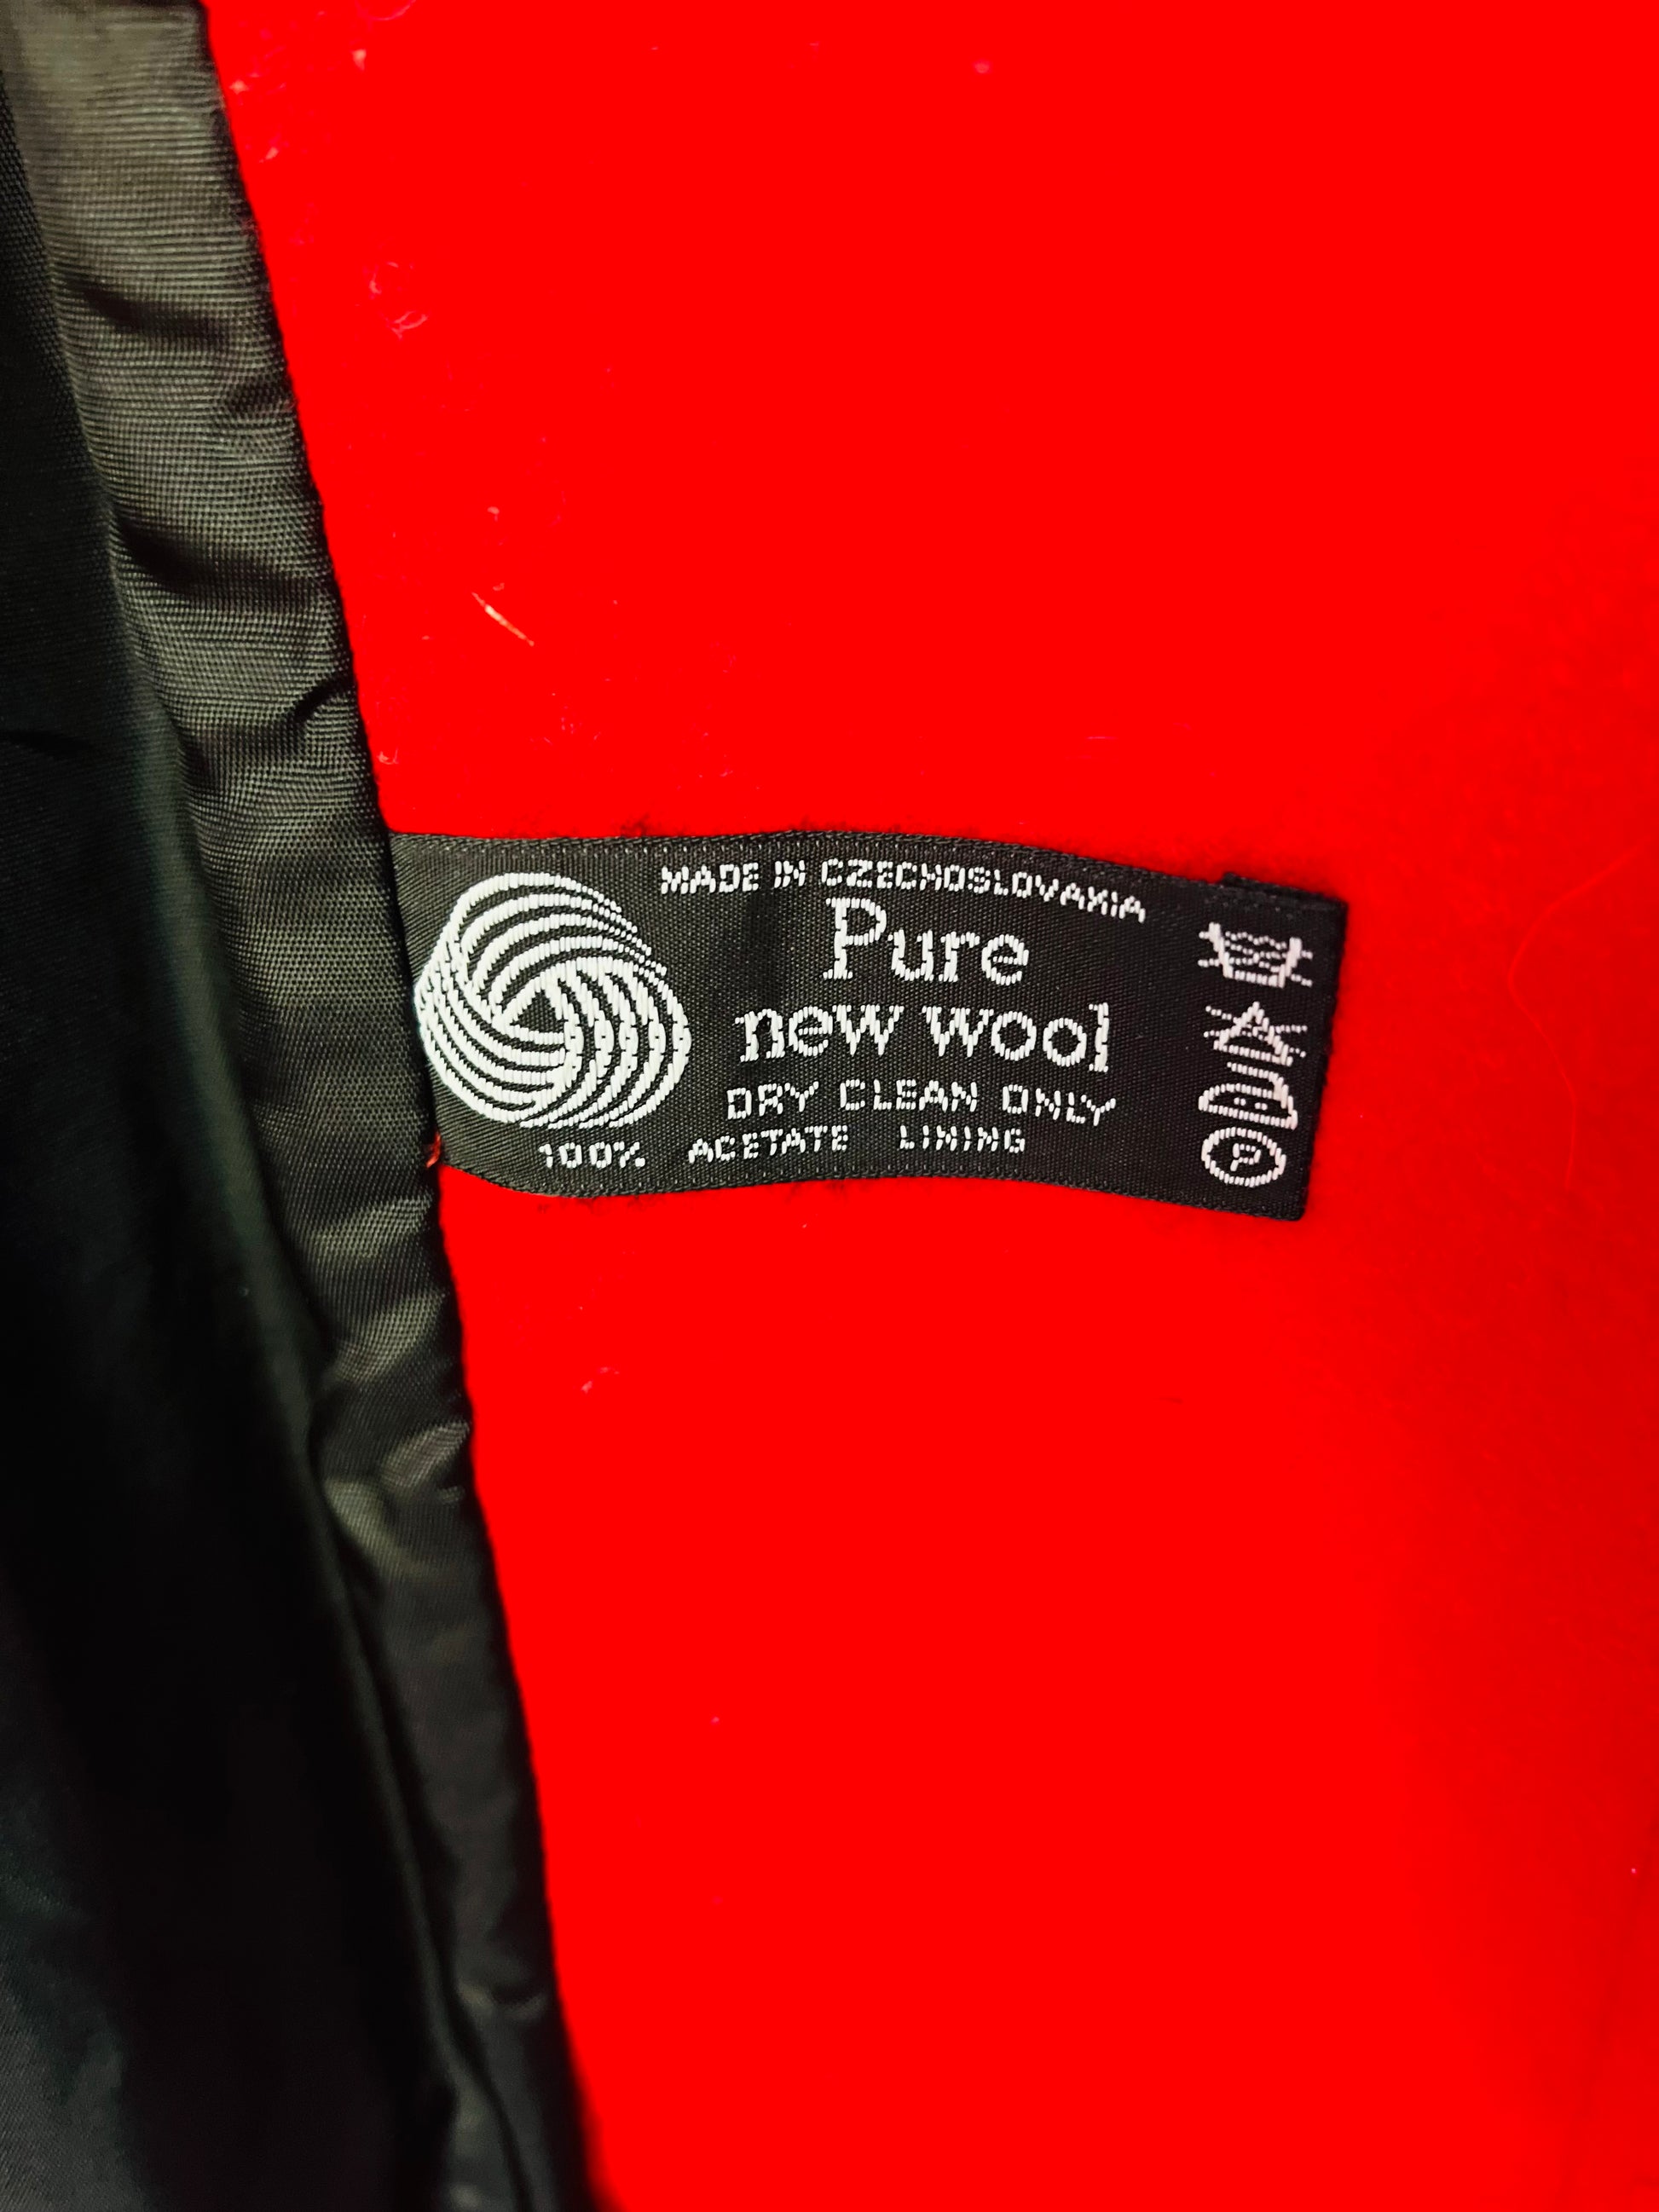 MADE IN CZECHOSLOVAKIA
Pure
new wool
DRY CLEAN ONLY
100% ACETATE LINING
P